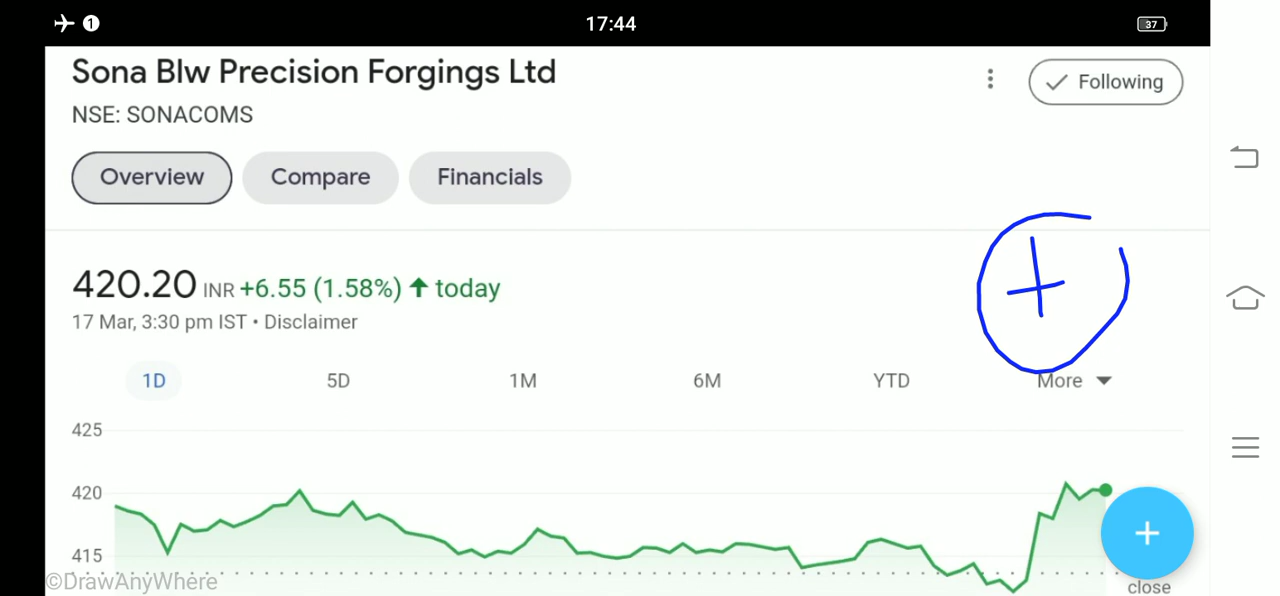 1 17:44 37
Sona Blw Precision Forgings Ltd
Following
NSE: SONACOMS
Overview Compare Financials
420.20 INR +6.55 (1.58%) ↑ today
17 Mar, 3:30 pm IST • Disclaimer
+
1D 5D 1M 6M YTD More
425
420
415
+
©DrawAnyWhere
close